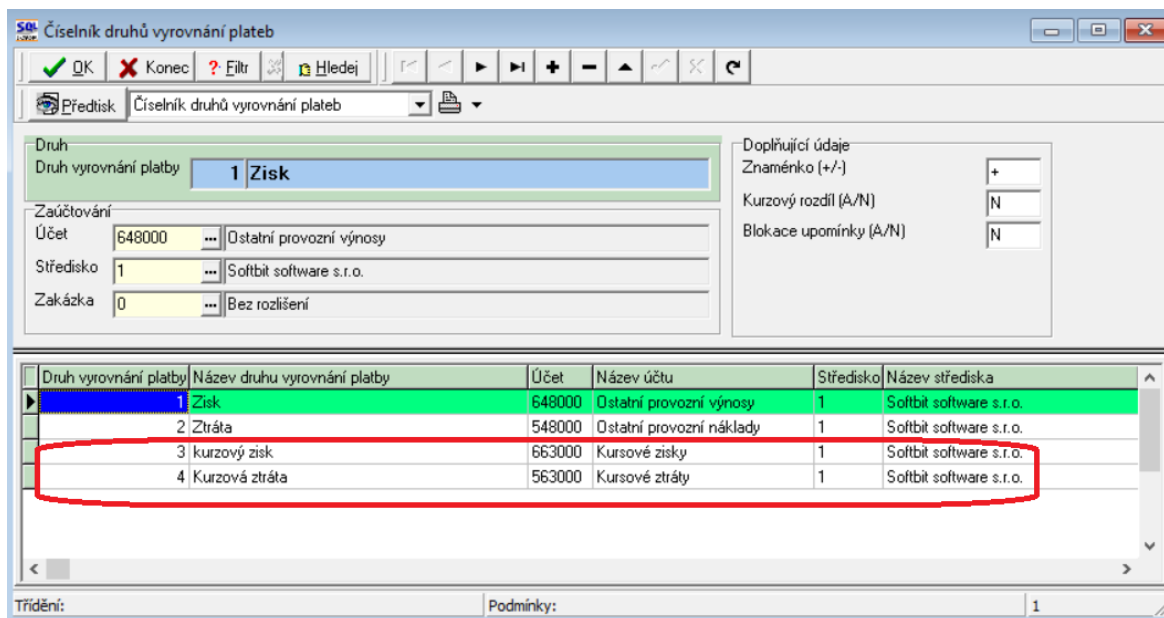 SQL Číselník druhů vyrovnání plateb
OK Konec Filtr Hledej
Předtisk Číselník druhů vyrovnání plateb
Druh
Druh vyrovnání platby 1 Zisk
Zaúčtování
Účet 648000 ... Ostatní provozní výnosy
Středisko 1 ... Softbit software s.r.o.
Zakázka 0 ... Bez rozlišení
Doplňující údaje
Znaménko (+/-) +
Kurzový rozdíl (A/N) N
Blokace upomínky (A/N) N
Druh vyrovnání platby Název druhu vyrovnání platby Účet Název účtu Středisko Název střediska
1 Zisk 648000 Ostatní provozní výnosy 1 Softbit software s.r.o.
2 Ztráta 548000 Ostatní provozní náklady 1 Softbit software s.r.o.
3 kurzový zisk 663000 Kursové zisky 1 Softbit software s.r.o.
4 Kurzová ztráta 563000 Kursové ztráty 1 Softbit software s.r.o.
Třídění: Podmínky: 1